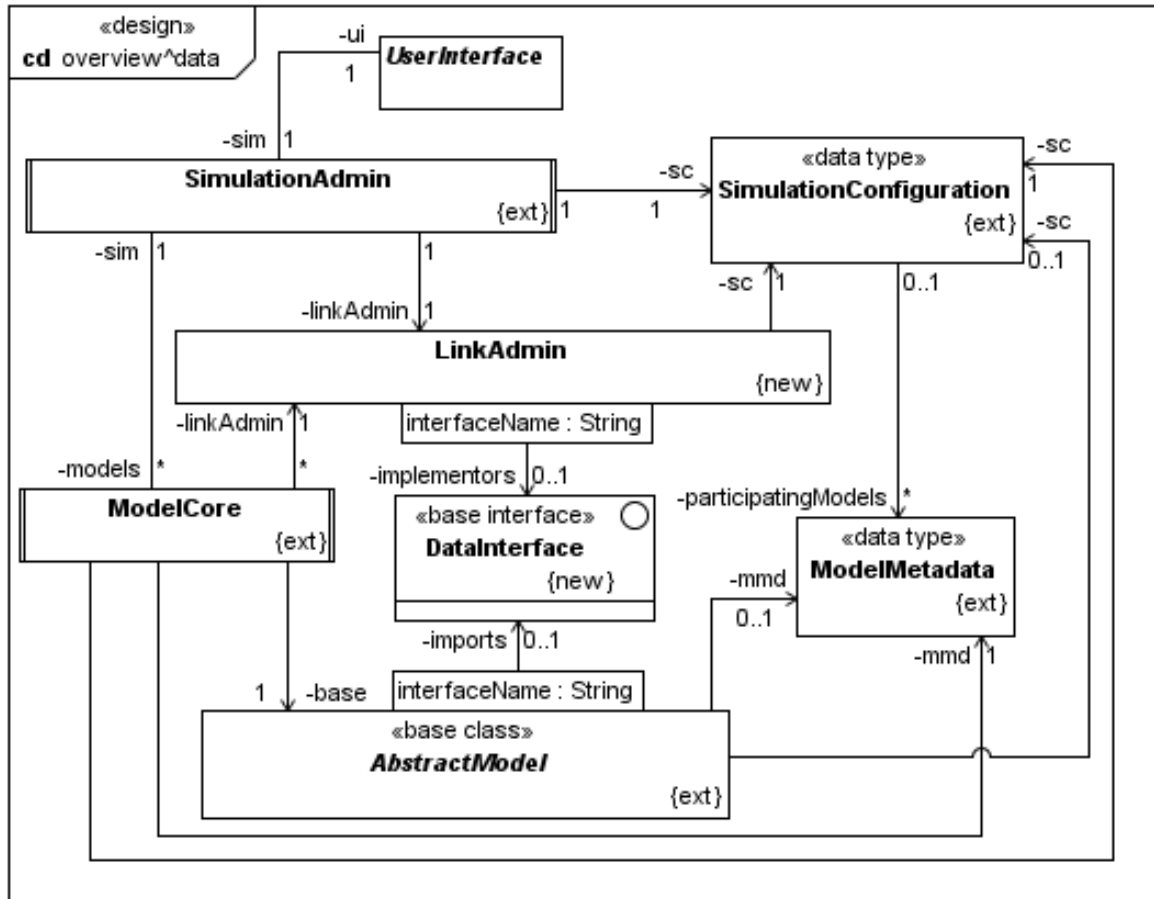 «design»
cd overview^data
-ui
1
UserInterface
-sim
1
SimulationAdmin
{ext}
1
-sc
1
«data type»
SimulationConfiguration
{ext}
-sc
1
-sc
0..1
-sim
1
1
-linkAdmin
1
-sc
1
0..1
LinkAdmin
{new}
-linkAdmin
1
interfaceName : String
-models
*
*
-implementors
0..1
-participatingModels
*
ModelCore
{ext}
«base interface»
DataInterface
{new}
«data type»
ModelMetadata
{ext}
-mmd
0..1
-imports
0..1
-mmd
1
1
-base
interfaceName : String
«base class»
AbstractModel
{ext}